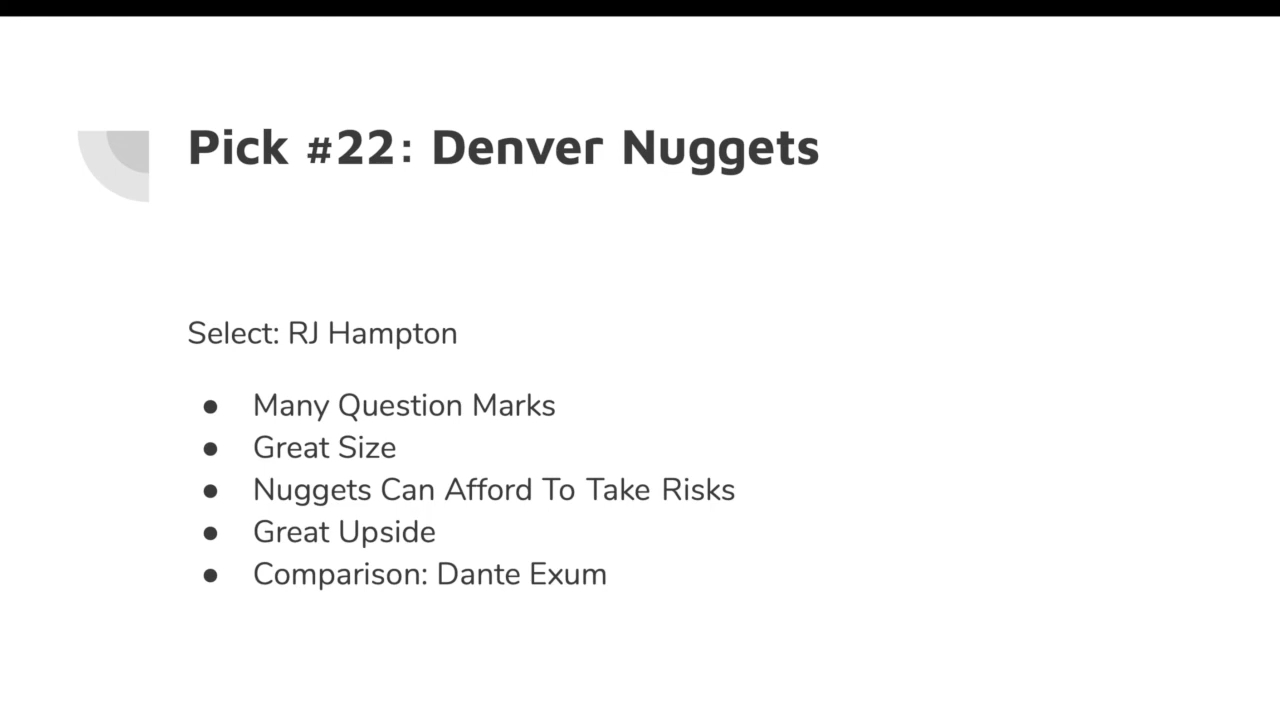 Pick #22: Denver Nuggets
Select: RJ Hampton
● Many Question Marks
● Great Size
● Nuggets Can Afford To Take Risks
● Great Upside
● Comparison: Dante Exum